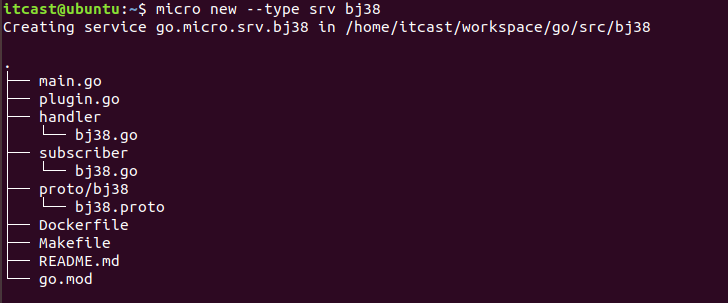 itcast@ubuntu:~$ micro new --type srv bj38
Creating service go.micro.srv.bj38 in /home/itcast/workspace/go/src/bj38
.
├── main.go
├── plugin.go
├── handler
│   └── bj38.go
├── subscriber
│   └── bj38.go
├── proto/bj38
│   └── bj38.proto
├── Dockerfile
├── Makefile
├── README.md
└── go.mod